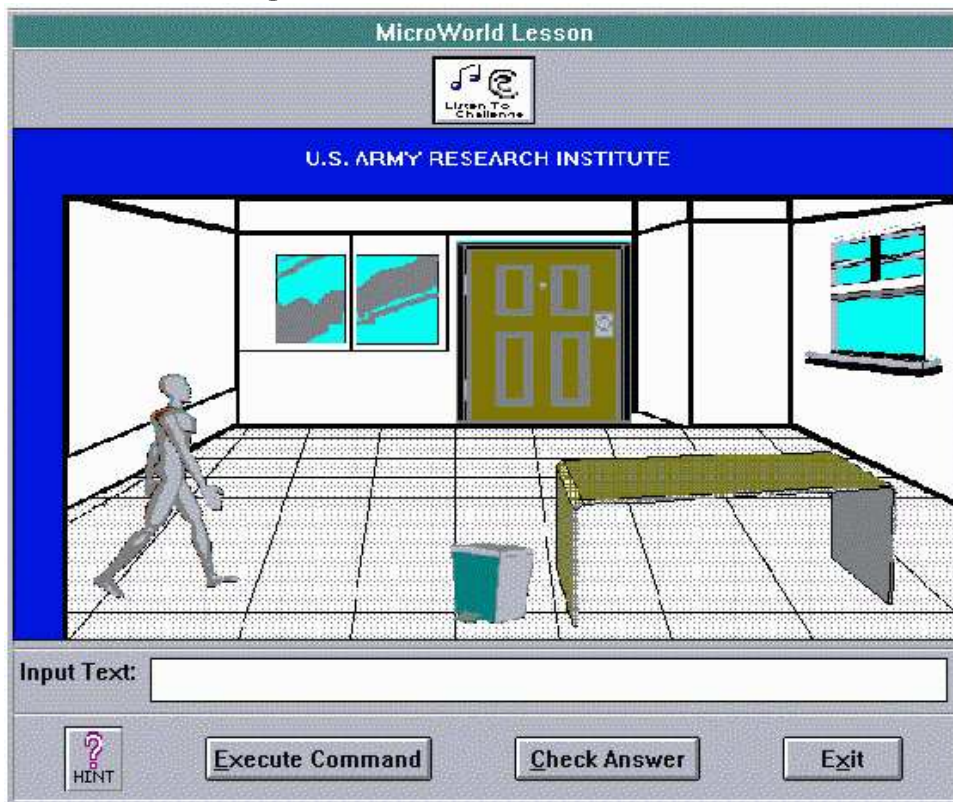 MicroWorld Lesson
Listen To
Challenge
U.S. ARMY RESEARCH INSTITUTE
Input Text:
HINT
Execute Command
Check Answer
Exit